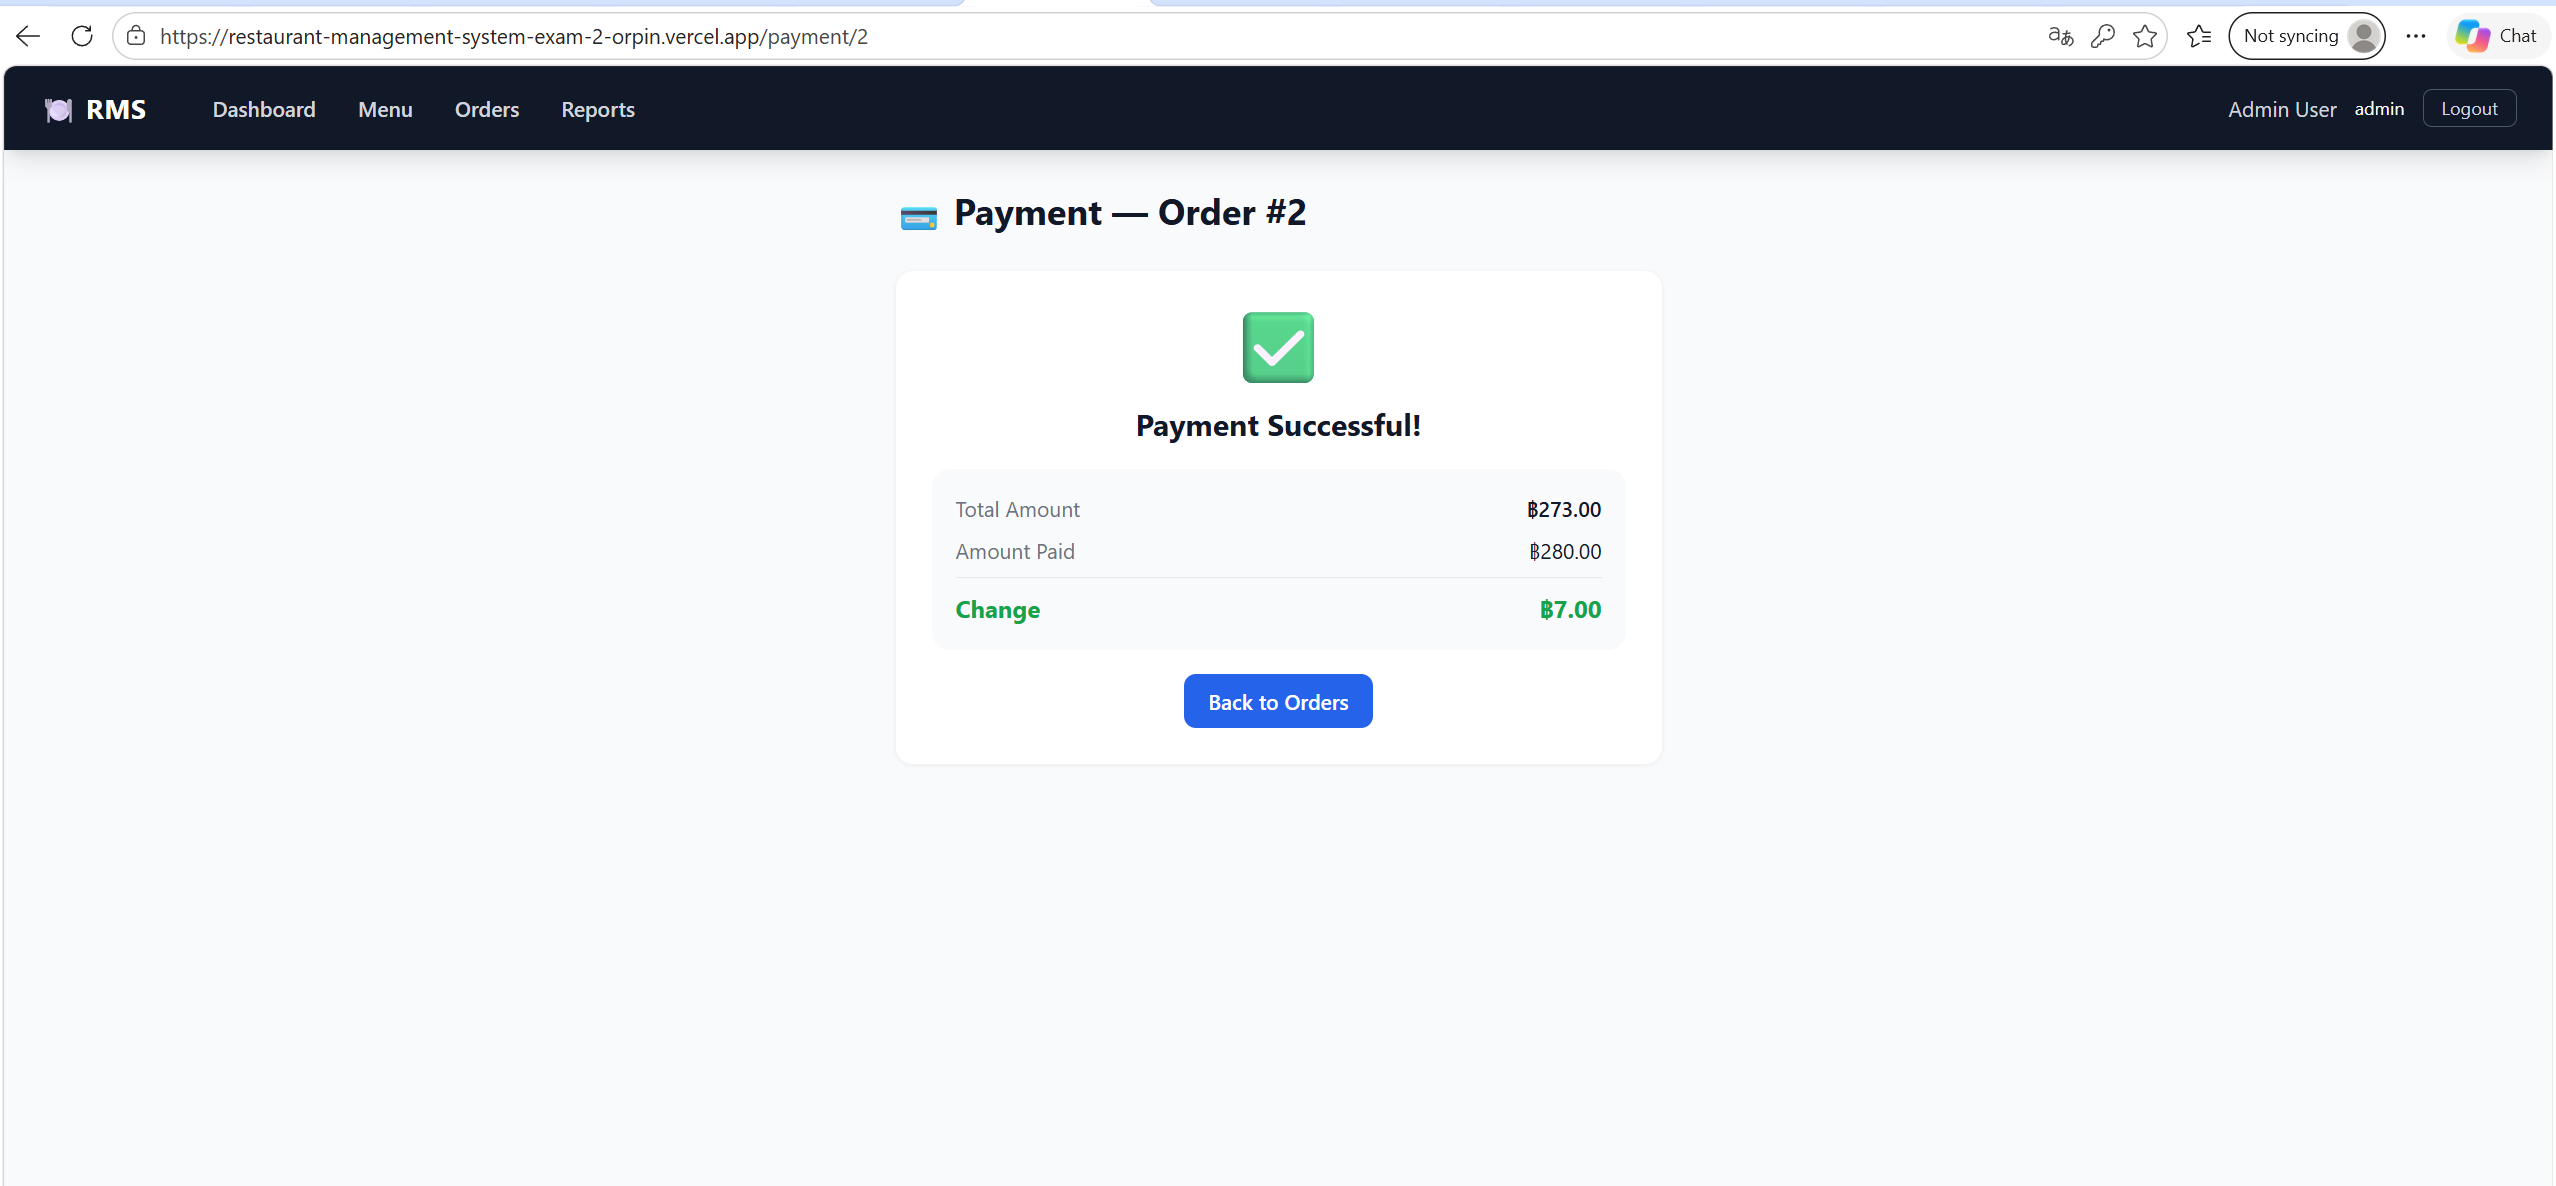 https://restaurant-management-system-exam-2-orpin.vercel.app/payment/2
Not syncing
Chat
RMS Dashboard Menu Orders Reports Admin User admin Logout
Payment — Order #2
Payment Successful!
Total Amount ฿273.00
Amount Paid ฿280.00
Change ฿7.00
Back to Orders